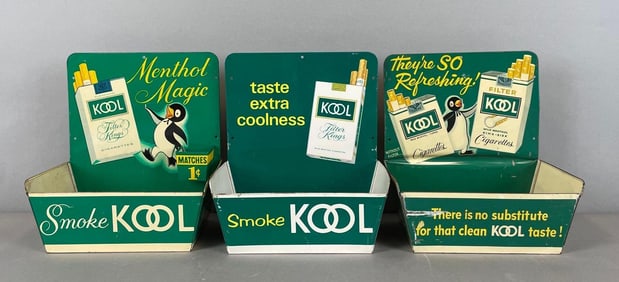 Menthol
Magic
KOOL
Filter
Kings
CIGARETTES
MATCHES
1¢
Smoke KOOL
taste
extra
coolness
KOOL
Filter
Kings
Smoke KOOL
They're SO
Refreshing!
KOOL
Cigarettes
FILTER
KOOL
Cigarettes
There is no substitute
for that clean KOOL taste!